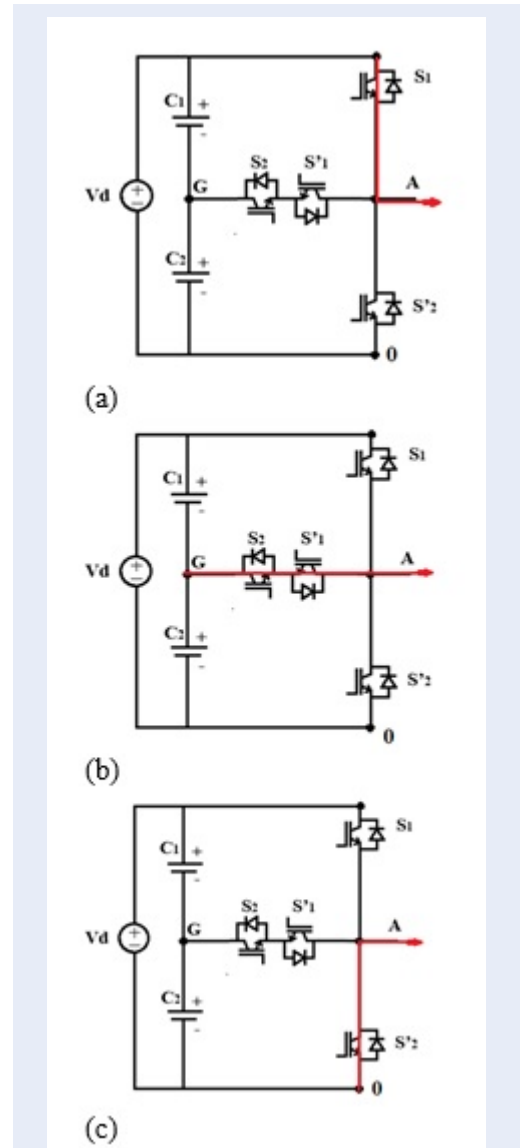 C1 + S1
-
S2 S'1
Vd + - G A
C2 +
-
S'2
0
(a)
C1 + S1
-
S2 S'1
Vd + - G A
C2 +
-
S'2
0
(b)
C1 + S1
-
S2 S'1
Vd + - G A
C2 +
-
S'2
0
(c)